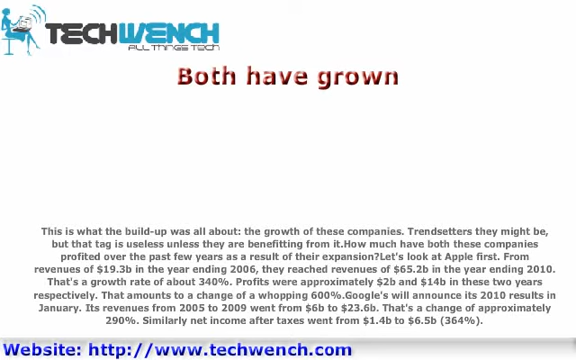 TECHWENCH
ALL THINGS TECH
Both have grown
This is what the build-up was all about: the growth of these companies. Trendsetters they might be,
but that tag is useless unless they are benefitting from it.How much have both these companies
profited over the past few years as a result of their expansion?Let's look at Apple first. From
revenues of $19.3b in the year ending 2006, they reached revenues of $65.2b in the year ending 2010.
That's a growth rate of about 340%. Profits were approximately $2b and $14b in these two years
respectively. That amounts to a change of a whopping 600%.Google's will announce its 2010 results in
January. Its revenues from 2005 to 2009 went from $6b to $23.6b. That's a change of approximately
290%. Similarly net income after taxes went from $1.4b to $6.5b (364%).
Website: http://www.techwench.com